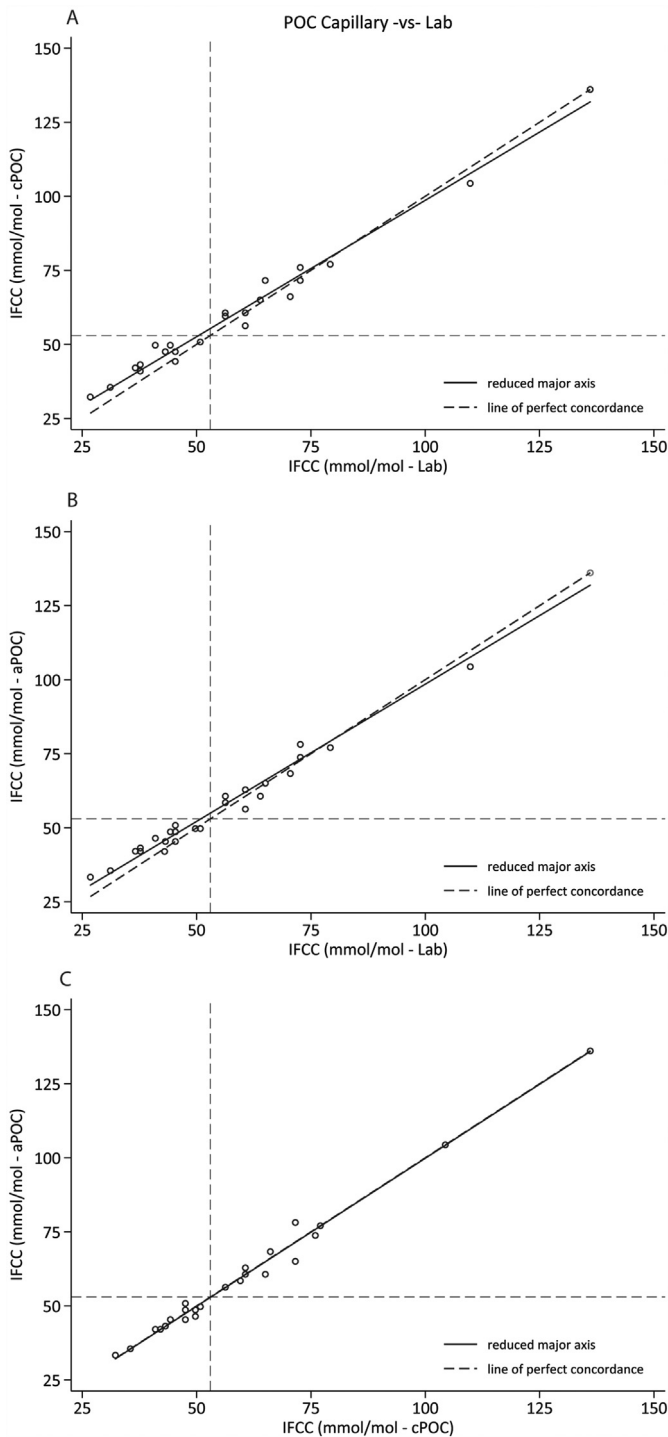 A
POC Capillary -vs- Lab
150
125
100
75
50
25
IFCC (mmol/mol - cPOC)
reduced major axis
line of perfect concordance
25 50 75 100 125 150
IFCC (mmol/mol - Lab)
B
150
125
100
75
50
25
IFCC (mmol/mol - aPOC)
reduced major axis
line of perfect concordance
25 50 75 100 125 150
IFCC (mmol/mol - Lab)
C
150
125
100
75
50
25
IFCC (mmol/mol - aPOC)
reduced major axis
line of perfect concordance
25 50 75 100 125 150
IFCC (mmol/mol - cPOC)